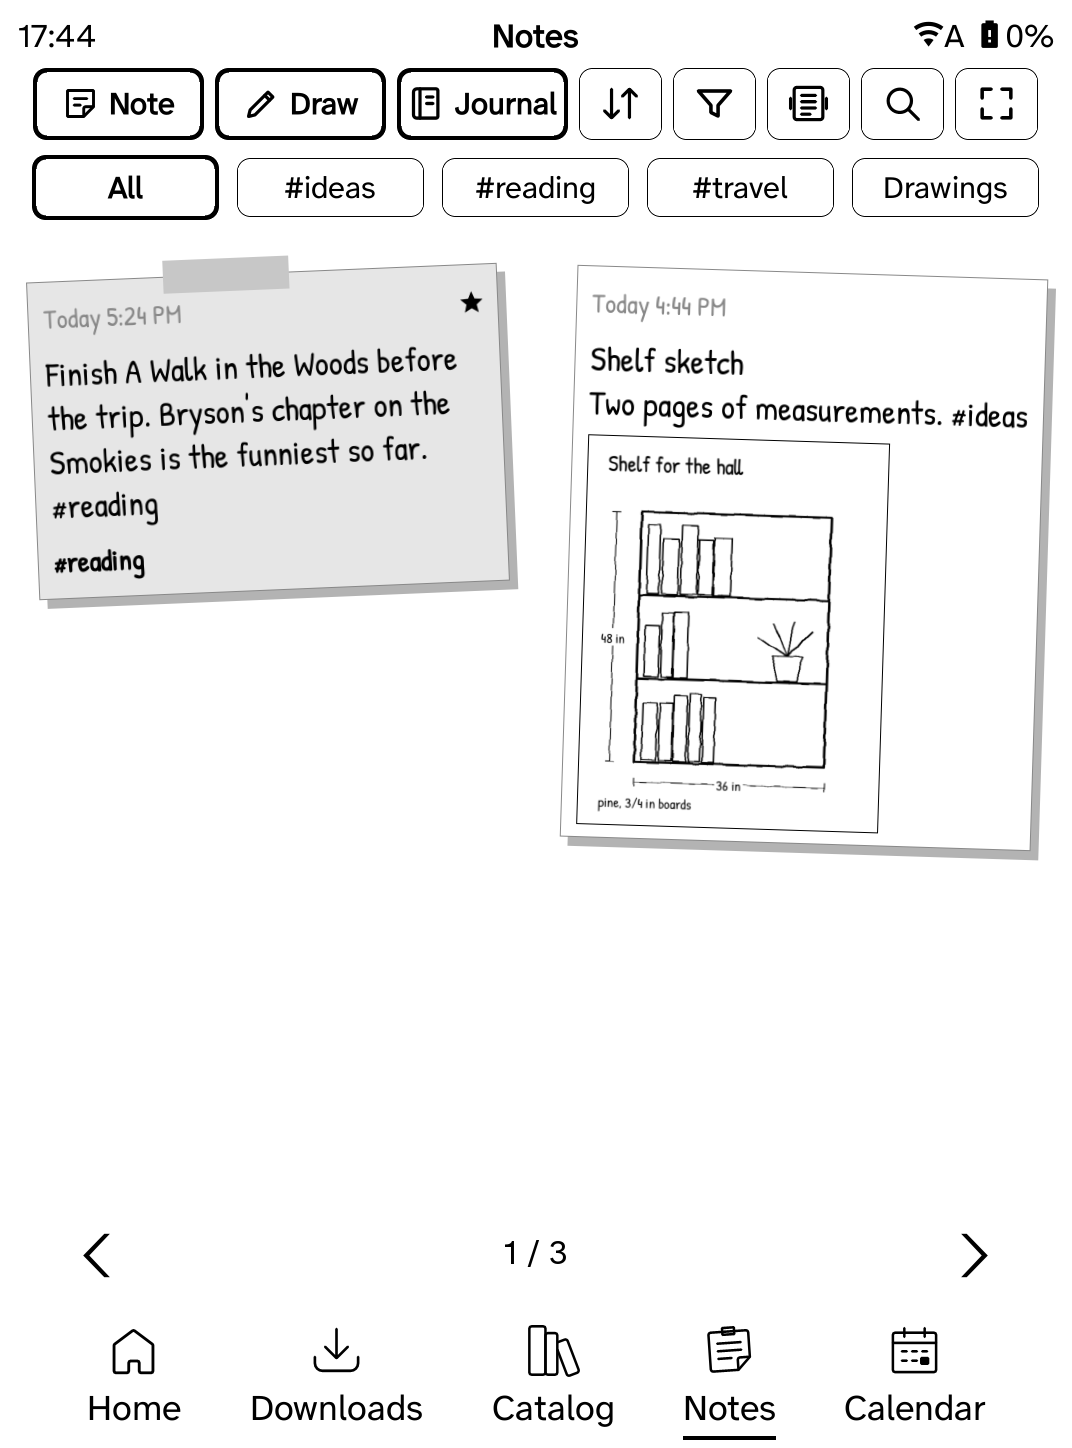 17:44
Notes
A
0%
Note
Draw
Journal
All
#ideas
#reading
#travel
Drawings
Today 5:24 PM
Finish A Walk in the Woods before
the trip. Bryson's chapter on the
Smokies is the funniest so far.
#reading
#reading
Today 4:44 PM
Shelf sketch
Two pages of measurements. #ideas
Shelf for the hall
48 in
36 in
pine, 3/4 in boards
1 / 3
Home
Downloads
Catalog
Notes
Calendar